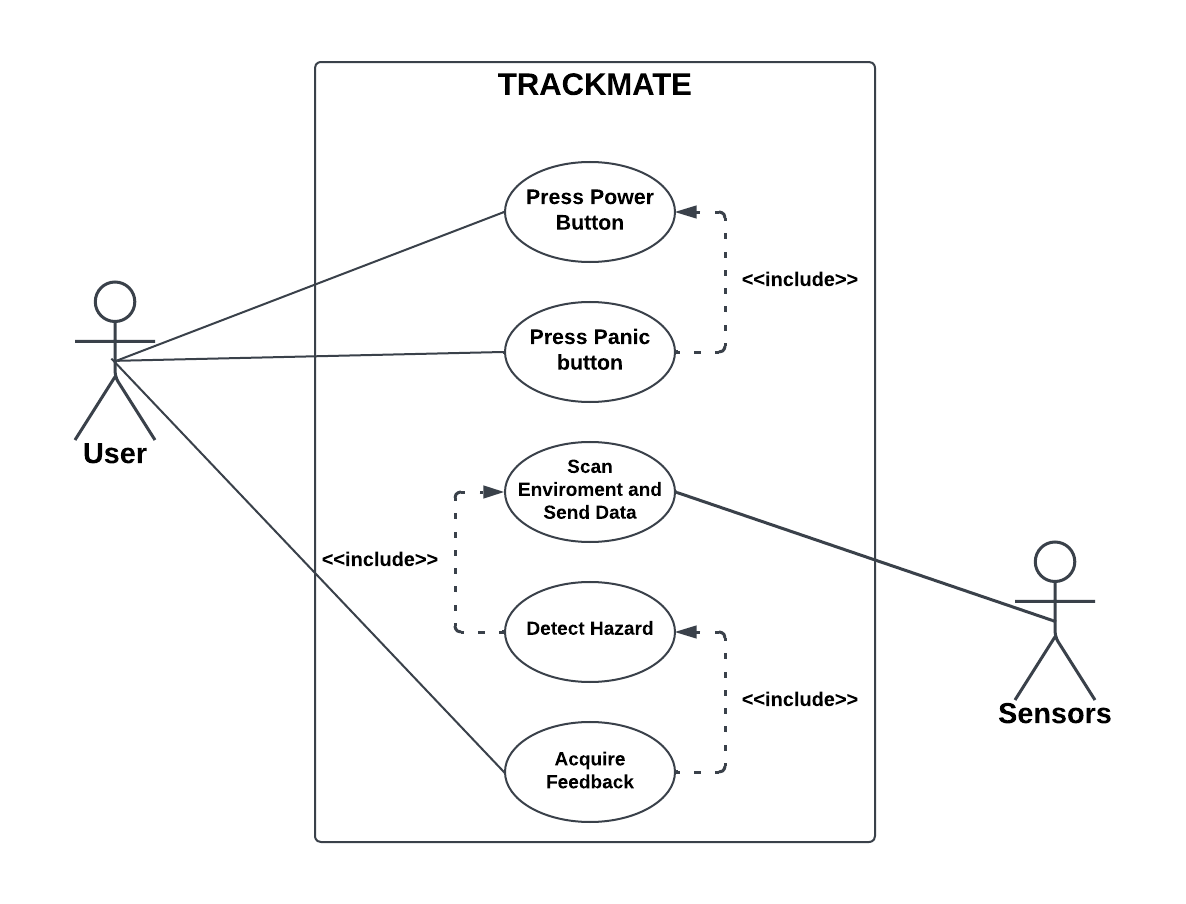 TRACKMATE
Press Power
Button
<<include>>
Press Panic
button
User
Scan
Enviroment and
Send Data
<<include>>
Detect Hazard
<<include>>
Sensors
Acquire
Feedback